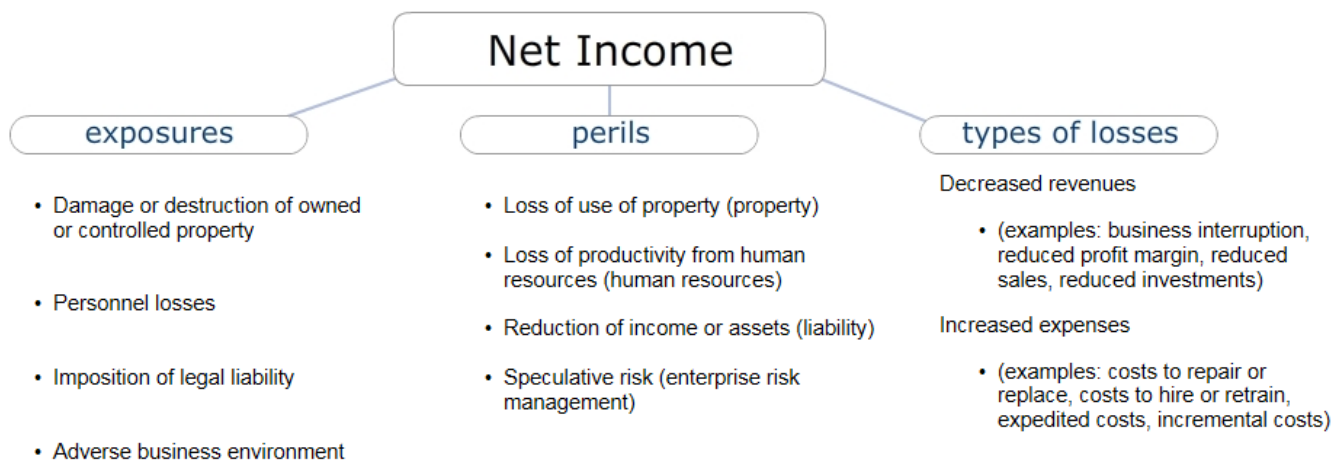 Net Income
exposures
• Damage or destruction of owned
or controlled property
• Personnel losses
• Imposition of legal liability
• Adverse business environment
perils
• Loss of use of property (property)
• Loss of productivity from human
resources (human resources)
• Reduction of income or assets (liability)
• Speculative risk (enterprise risk
management)
types of losses
Decreased revenues
• (examples: business interruption,
reduced profit margin, reduced
sales, reduced investments)
Increased expenses
• (examples: costs to repair or
replace, costs to hire or retrain,
expedited costs, incremental costs)